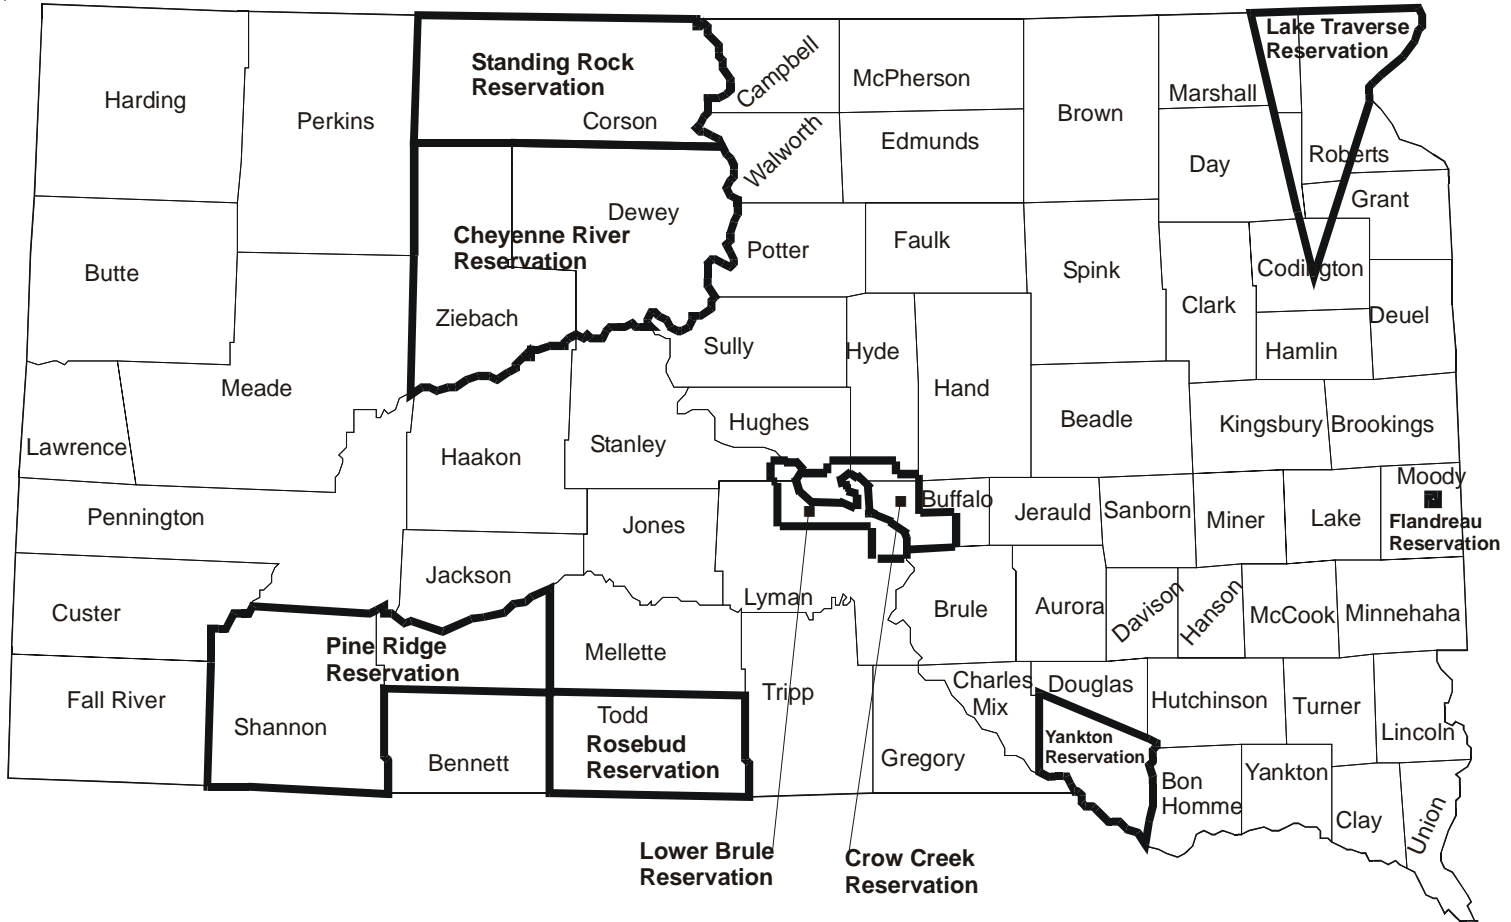 Lake Traverse
Reservation
Standing Rock
Reservation
Campbell
McPherson
Harding
Perkins
Corson
Marshall
Brown
Walworth
Edmunds
Day
Roberts
Grant
Dewey
Cheyenne River
Reservation
Potter
Faulk
Butte
Spink
Codington
Ziebach
Clark
Deuel
Sully
Hyde
Hamlin
Meade
Hand
Hughes
Beadle
Kingsbury
Brookings
Lawrence
Haakon
Stanley
Moody
Buffalo
Pennington
Jones
Jerauld
Sanborn
Miner
Lake
Flandreau
Reservation
Jackson
Lyman
Custer
Brule
Aurora
Davison
Hanson
McCook
Minnehaha
Pine Ridge
Reservation
Mellette
Charles
Mix
Douglas
Fall River
Tripp
Hutchinson
Turner
Shannon
Todd
Rosebud
Reservation
Lincoln
Yankton
Reservation
Bennett
Gregory
Bon
Homme
Yankton
Clay
Union
Lower Brule
Reservation
Crow Creek
Reservation